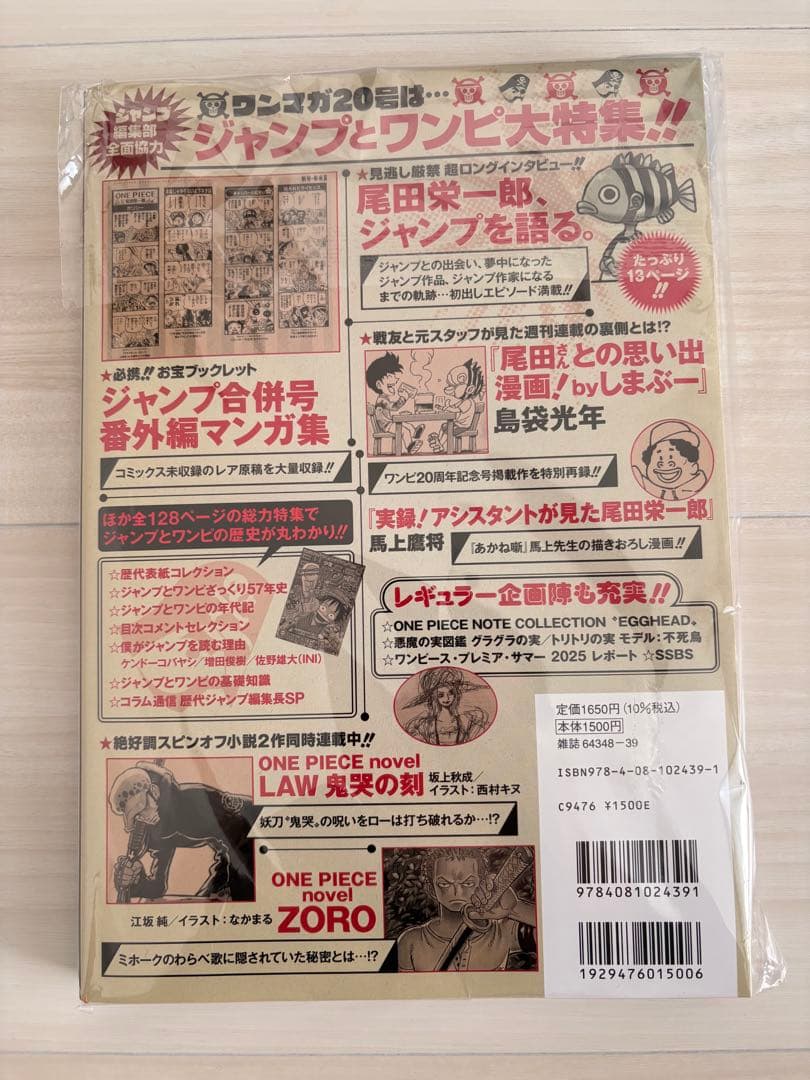 ジャンプ
編集部
全面協力
ワンマガ20号は…
ジャンプとワンピ大特集!!
ONE PIECE
★見逃し厳禁 超ロングインタビュー!!
尾田栄一郎、
ジャンプを語る。
たっぷり
13ページ
!!
ジャンプとの出会い、夢中になった
ジャンプ作品、ジャンプ作家になる
までの軌跡…初出しエピソード満載!!
★必携!! お宝ブックレット
ジャンプ合併号
番外編マンガ集
コミックス未収録のレア原稿を大量収録!!
★戦友と元スタッフが見た週刊連載の裏側とは!?
『尾田さんとの思い出
漫画!byしまぶー』
島袋光年
ワンピ20周年記念号掲載作を特別再録!!
『実録!アシスタントが見た尾田栄一郎』
馬上鷹将
『あかね噺』馬上先生の描きおろし漫画!!
ほか全128ページの総力特集で
ジャンプとワンピの歴史が丸わかり!!
☆歴代表紙コレクション
☆ジャンプとワンピざっくり57年史
☆ジャンプとワンピの年代記
☆目次コメントセレクション
☆僕がジャンプを読む理由
ケンドーコバヤシ/増田俊樹/佐野雄大(INI)
☆ジャンプとワンピの基礎知識
☆コラム通信 歴代ジャンプ編集長SP
レギュラー企画陣も充実!!
☆ONE PIECE NOTE COLLECTION “EGGHEAD”
☆悪魔の実図鑑 グラグラの実/トリトリの実 モデル:不死鳥
☆ワンピース・プレミア・サマー 2025 レポート ☆SSBS
★絶好調スピンオフ小説2作同時連載中!!
ONE PIECE novel
LAW 鬼哭の刻
坂上秋成/
イラスト:西村キヌ
妖刀“鬼哭”の呪いをローは打ち破れるか…!?
ONE PIECE
novel
ZORO
江坂 純/イラスト:なかまる
ミホークのわらべ歌に隠されていた秘密とは…!?
定価1650円(10%税込)
本体1500円
雑誌 64348-39
ISBN978-4-08-102439-1
C9476 ¥1500E
9784081024391
1929476015006